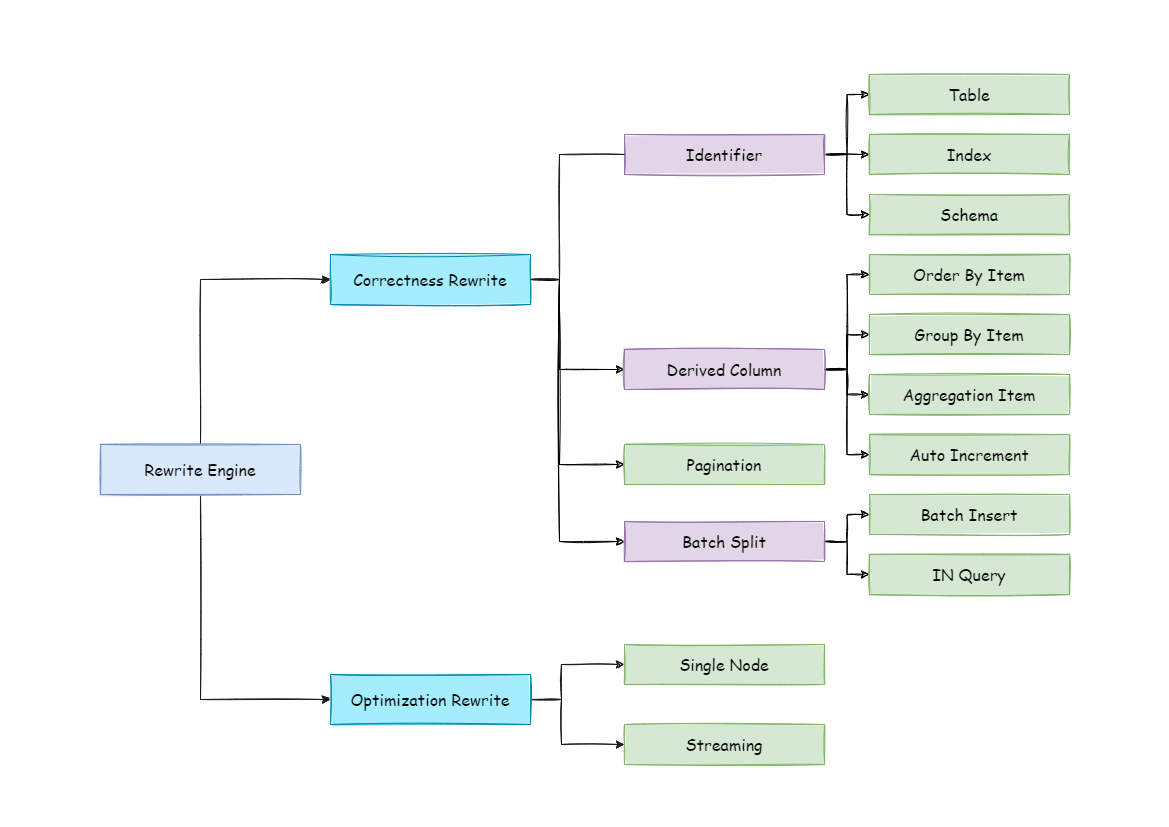 Rewrite Engine
Correctness Rewrite
Identifier
Table
Index
Schema
Derived Column
Order By Item
Group By Item
Aggregation Item
Auto Increment
Pagination
Batch Split
Batch Insert
IN Query
Optimization Rewrite
Single Node
Streaming